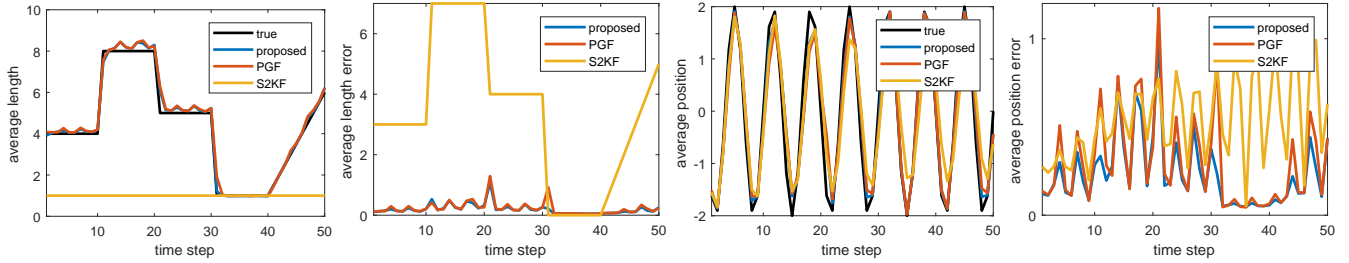 average length
10
8
6
4
2
0
10
20
30
40
50
time step
true
proposed
PGF
S2KF
average length error
6
4
2
0
10
20
30
40
50
time step
proposed
PGF
S2KF
average position
2
1
0
-1
-2
10
20
30
40
50
time step
true
proposed
PGF
S2KF
average position error
1
0
10
20
30
40
50
time step
proposed
PGF
S2KF